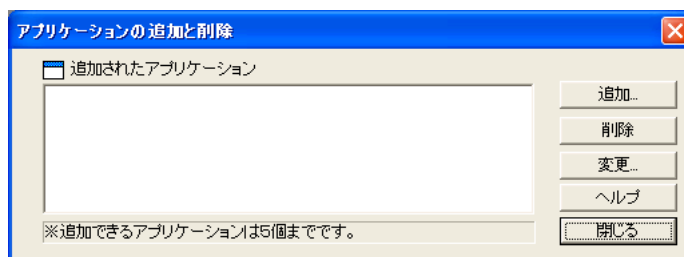 アプリケーションの追加と削除
追加されたアプリケーション
追加...
削除
変更...
ヘルプ
閉じる
※追加できるアプリケーションは5個までです。